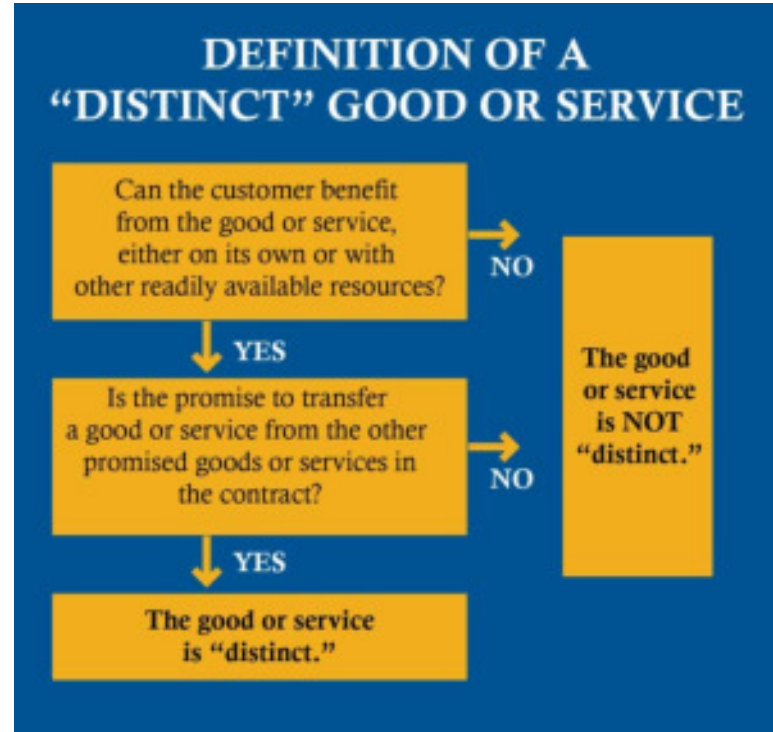 DEFINITION OF A
“DISTINCT” GOOD OR SERVICE
Can the customer benefit
from the good or service,
either on its own or with
other readily available resources?
NO
YES
Is the promise to transfer
a good or service from the other
promised goods or services in
the contract?
NO
YES
The good or service
is “distinct.”
The good
or service
is NOT
“distinct.”